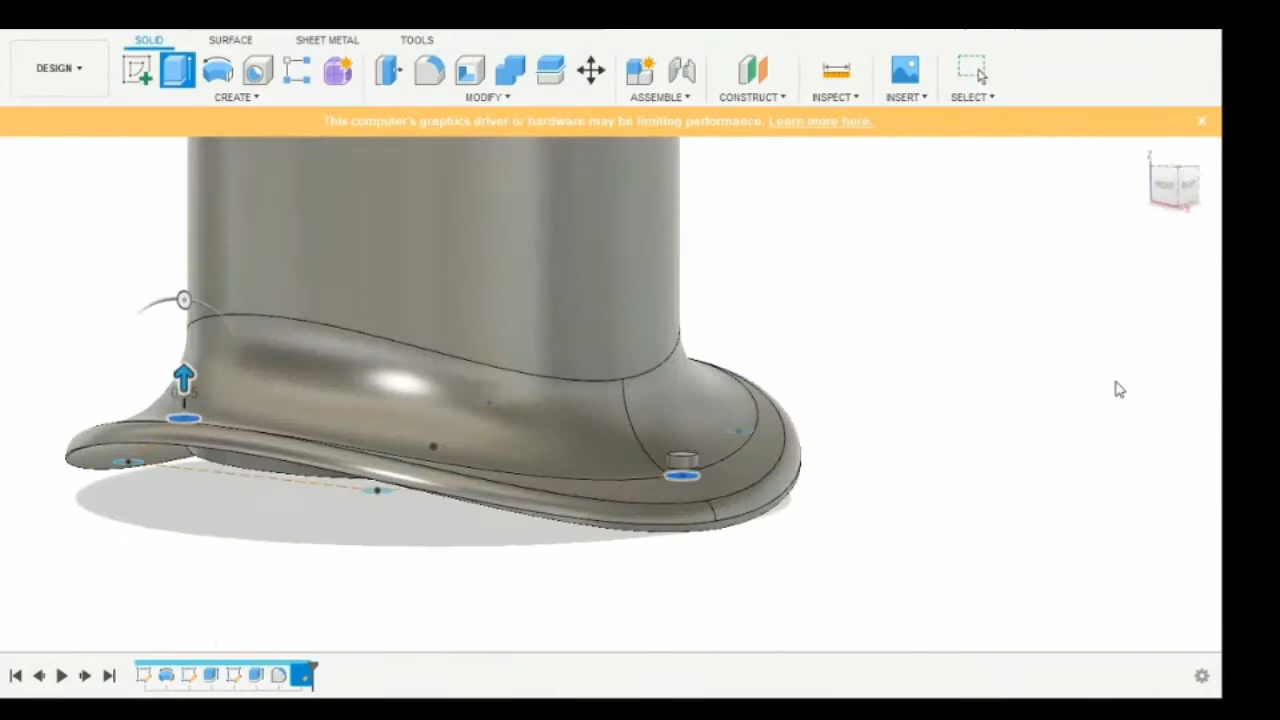 SOLID SURFACE SHEET METAL TOOLS
DESIGN
CREATE MODIFY ASSEMBLE CONSTRUCT INSPECT INSERT SELECT
This computer's graphics driver or hardware may be limiting performance. Learn more here.
Z
FRONT